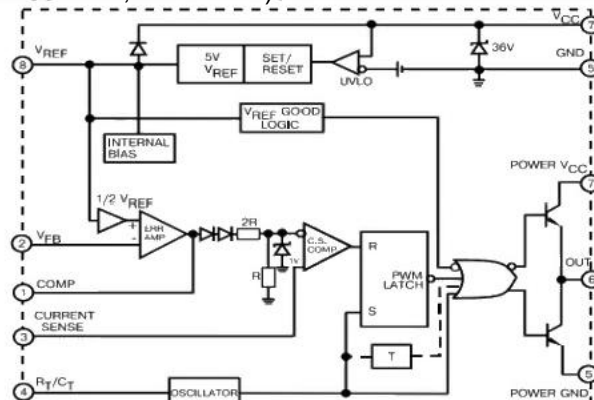 VCC
7
8
VREF
5V
VREF
SET/
RESET
UVLO
36V
GND
5
VREF GOOD
LOGIC
INTERNAL
BIAS
POWER VCC
7
1/2 VREF
+
ERR
AMP
-
2
VFB
2R
C.S.
COMP.
1V
R
R
PWM
LATCH
S
OUT
6
1
COMP
3
CURRENT
SENSE
T
4
RT/CT
OSCILLATOR
5
POWER GND